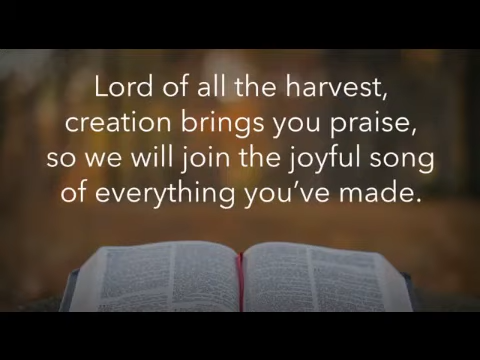 Lord of all the harvest,
creation brings you praise,
so we will join the joyful song
of everything you've made.